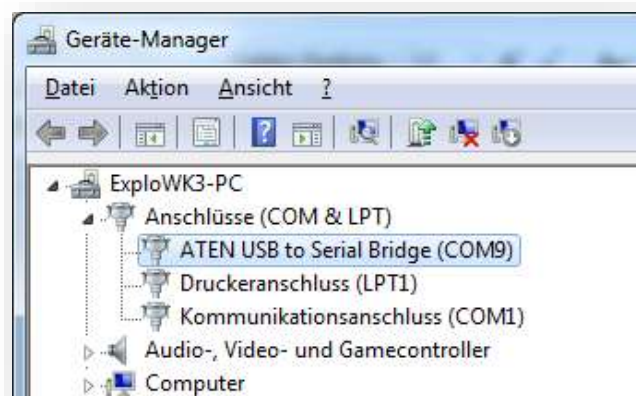 Geräte-Manager
Datei Aktion Ansicht ?
ExploWK3-PC
Anschlüsse (COM & LPT)
ATEN USB to Serial Bridge (COM9)
Druckeranschluss (LPT1)
Kommunikationsanschluss (COM1)
Audio-, Video- und Gamecontroller
Computer